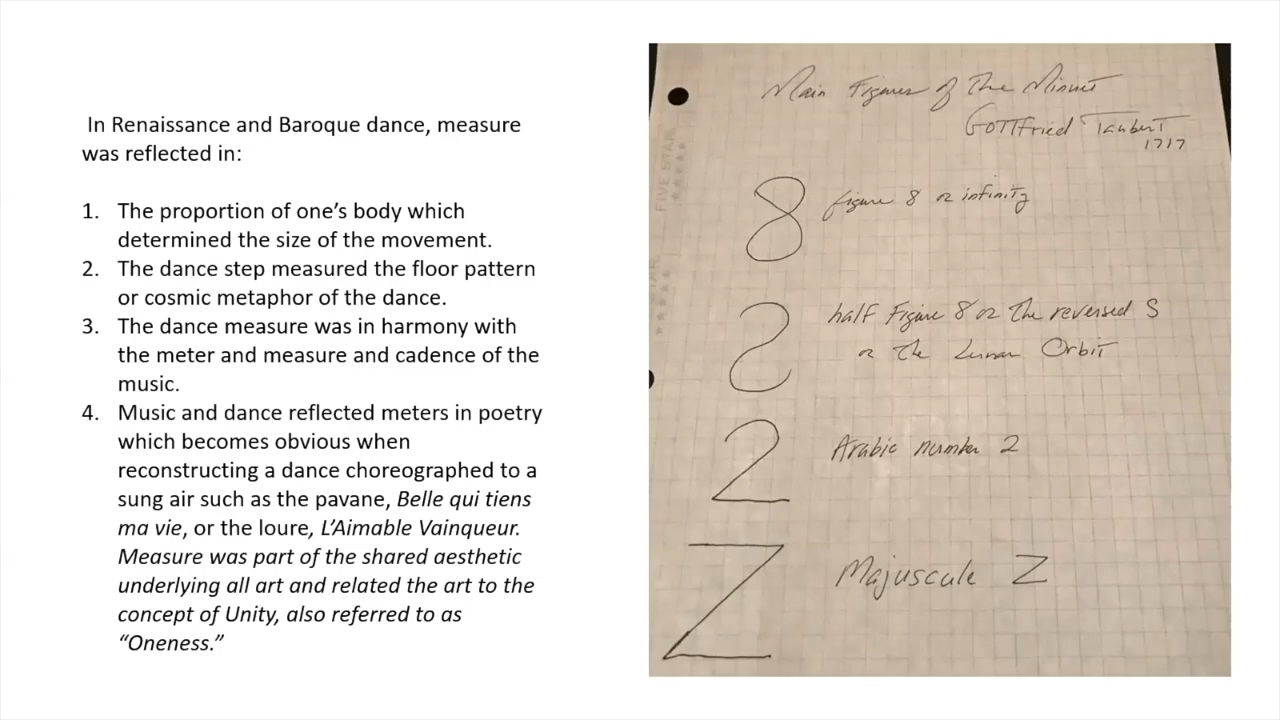 In Renaissance and Baroque dance, measure
was reflected in:
1. The proportion of one's body which
determined the size of the movement.
2. The dance step measured the floor pattern
or cosmic metaphor of the dance.
3. The dance measure was in harmony with
the meter and measure and cadence of the
music.
4. Music and dance reflected meters in poetry
which becomes obvious when
reconstructing a dance choreographed to a
sung air such as the pavane, Belle qui tiens
ma vie, or the loure, L'Aimable Vainqueur.
Measure was part of the shared aesthetic
underlying all art and related the art to the
concept of Unity, also referred to as
“Oneness.”
Main Figures of The Minuet
Gottfried Taubert
1717
FIVE STAR
8 figure 8 or infinity
half Figure 8 or The reversed S
or The Lunar Orbit
2 Arabic number 2
Z Majuscule Z